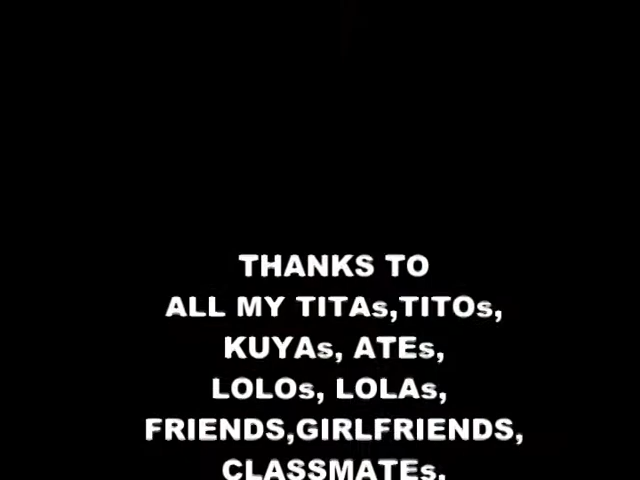 THANKS TO
ALL MY TITAs,TITOs,
KUYAs, ATEs,
LOLOs, LOLAs,
FRIENDS,GIRLFRIENDS,
CLASSMATEs,